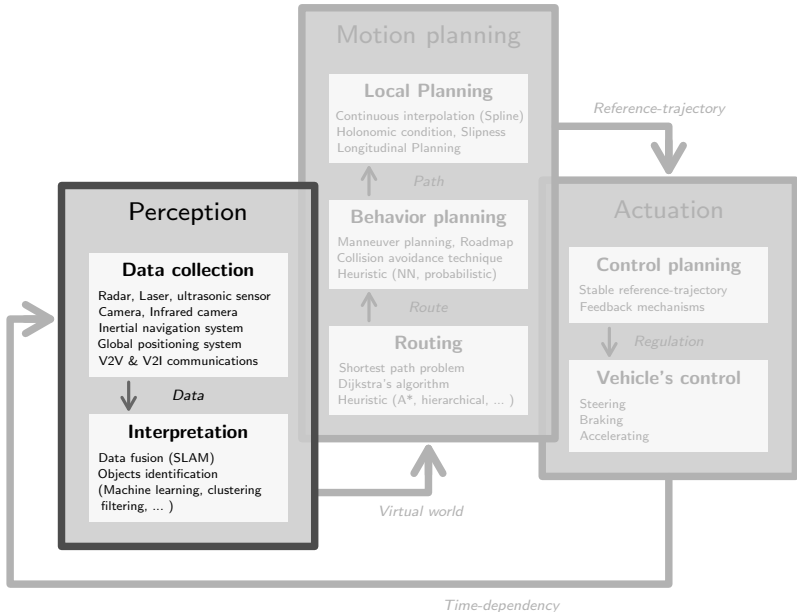 Motion planning
Local Planning
Continuous interpolation (Spline)
Holonomic condition, Slipness
Longitudinal Planning
Path
Behavior planning
Manneuver planning, Roadmap
Collision avoidance technique
Heuristic (NN, probabilistic)
Route
Routing
Shortest path problem
Dijkstra's algorithm
Heuristic (A*, hierarchical, ... )
Reference-trajectory
Perception
Data collection
Radar, Laser, ultrasonic sensor
Camera, Infrared camera
Inertial navigation system
Global positioning system
V2V & V2I communications
Data
Interpretation
Data fusion (SLAM)
Objects identification
(Machine learning, clustering
filtering, ... )
Virtual world
Actuation
Control planning
Stable reference-trajectory
Feedback mechanisms
Regulation
Vehicle's control
Steering
Braking
Accelerating
Time-dependency